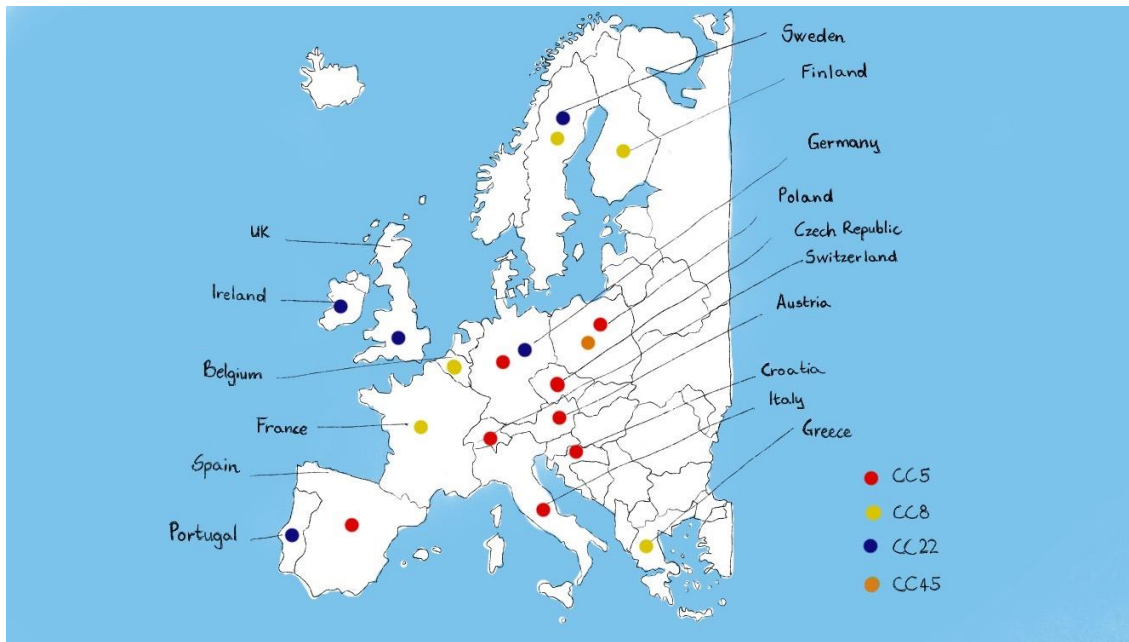 Sweden
Finland
Germany
Poland
Czech Republic
Switzerland
Austria
Croatia
Italy
Greece
UK
Ireland
Belgium
France
Spain
Portugal
CC5
CC8
CC22
CC45